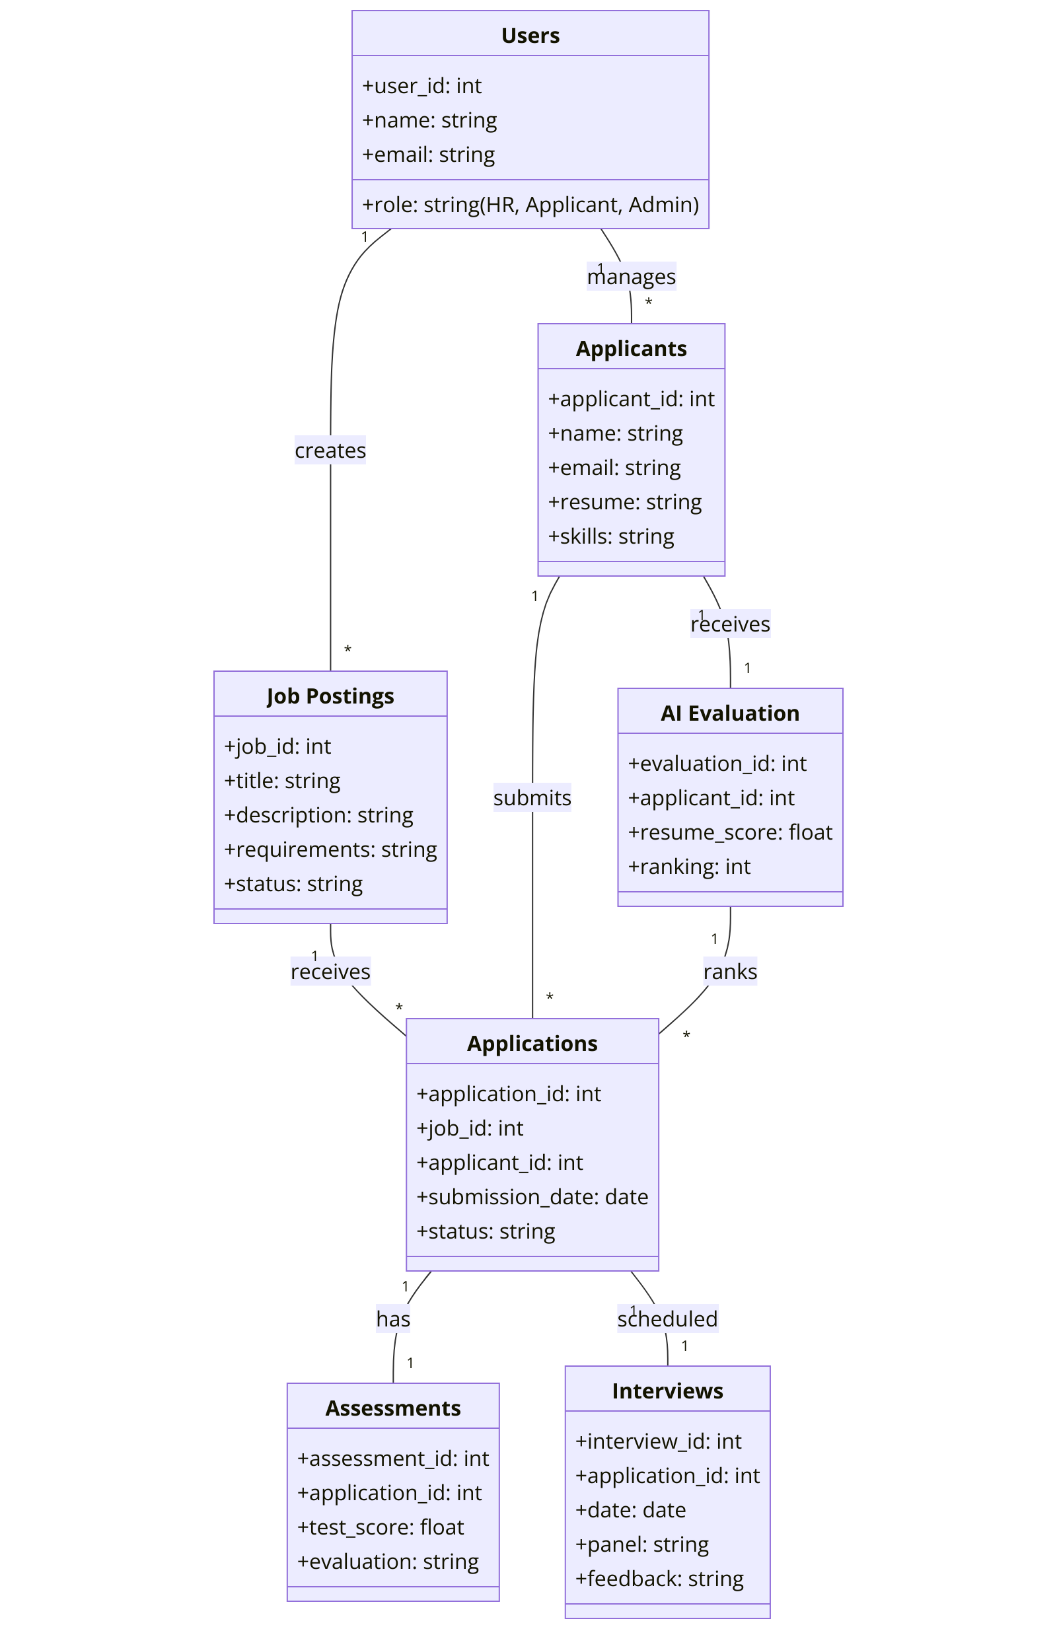 Users
+user_id: int
+name: string
+email: string
+role: string(HR, Applicant, Admin)
1
1
manages
*
Applicants
+applicant_id: int
+name: string
+email: string
+resume: string
+skills: string
creates
*
1
1
receives
1
Job Postings
+job_id: int
+title: string
+description: string
+requirements: string
+status: string
submits
AI Evaluation
+evaluation_id: int
+applicant_id: int
+resume_score: float
+ranking: int
1
receives
*
*
1
ranks
*
Applications
+application_id: int
+job_id: int
+applicant_id: int
+submission_date: date
+status: string
1
has
1
1
scheduled
1
Assessments
+assessment_id: int
+application_id: int
+test_score: float
+evaluation: string
Interviews
+interview_id: int
+application_id: int
+date: date
+panel: string
+feedback: string